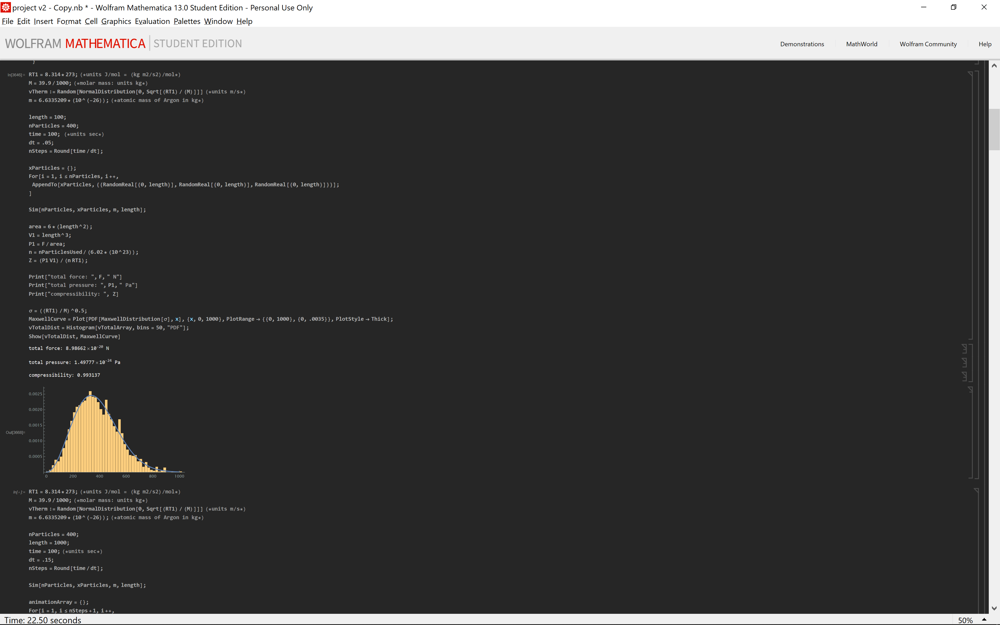 project v2 - Copy.nb * - Wolfram Mathematica 13.0 Student Edition - Personal Use Only
File Edit Insert Format Cell Graphics Evaluation Palettes Window Help
WOLFRAM MATHEMATICA STUDENT EDITION
Demonstrations MathWorld Wolfram Community Help
}
In[3646]:= RT1 = 8.314*273; (*units J/mol = (kg m2/s2)/mol*)
M = 39.9/1000; (*molar mass: units kg*)
vTherm := Random[NormalDistribution[0, Sqrt[(RT1) / (M)]]] (*units m/s*)
m = 6.6335209*(10^(-26)); (*atomic mass of Argon in kg*)
length = 100;
nParticles = 400;
time = 100; (*units sec*)
dt = .05;
nSteps = Round[time/dt];
xParticles = {};
For[i = 1, i ≤ nParticles, i++,
AppendTo[xParticles, {{RandomReal[{0, length}], RandomReal[{0, length}], RandomReal[{0, length}]}}];
]
Sim[nParticles, xParticles, m, length];
area = 6*(length^2);
V1 = length^3;
P1 = F/area;
n = nParticlesUsed/(6.02*(10^23));
Z = (P1 V1) / (n RT1);
Print["total force: ", F, " N"]
Print["total pressure: ", P1, " Pa"]
Print["compressibility: ", Z]
σ = ((RT1)/M)^0.5;
MaxwellCurve = Plot[PDF[MaxwellDistribution[σ], x], {x, 0, 1000}, PlotRange → {{0, 1000}, {0, .0035}}, PlotStyle → Thick];
vTotalDist = Histogram[vTotalArray, bins = 50, "PDF"];
Show[vTotalDist, MaxwellCurve]
total force: 8.98662×10^-20 N
total pressure: 1.49777×10^-24 Pa
compressibility: 0.993137
0.0025
0.0020
0.0015
Out[3668]=
0.0010
0.0005
0 200 400 600 800 1000
In[∘]:= RT1 = 8.314*273; (*units J/mol = (kg m2/s2)/mol*)
M = 39.9/1000; (*molar mass: units kg*)
vTherm := Random[NormalDistribution[0, Sqrt[(RT1) / (M)]]] (*units m/s*)
m = 6.6335209*(10^(-26)); (*atomic mass of Argon in kg*)
nParticles = 400;
length = 1000;
time = 100; (*units sec*)
dt = .15;
nSteps = Round[time/dt];
Sim[nParticles, xParticles, m, length];
animationArray = {};
For[i = 1, i ≤ nSteps+1, i++,
Time: 22.50 seconds
50%